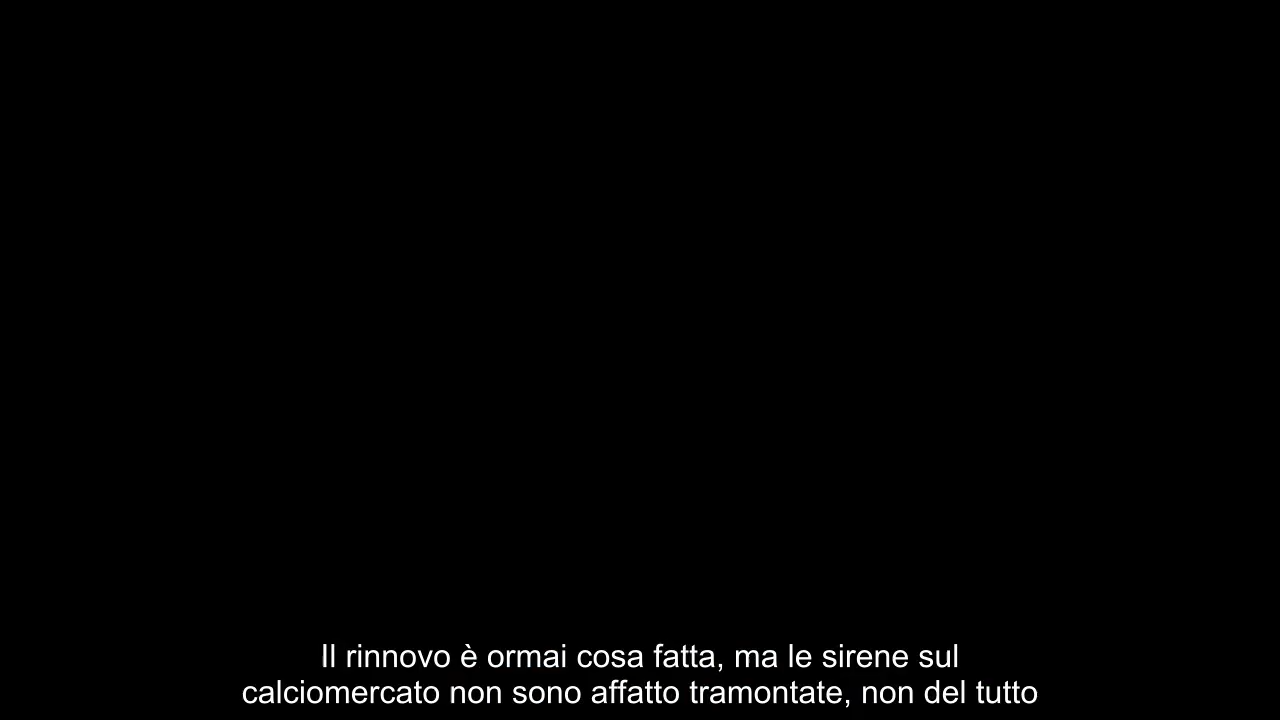 Il rinnovo è ormai cosa fatta, ma le sirene sul
calciomercato non sono affatto tramontate, non del tutto